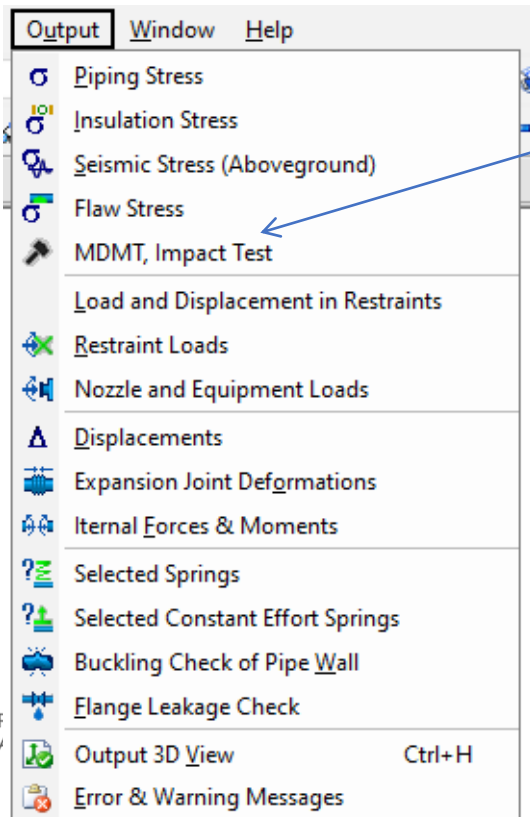 Output Window Help
Piping Stress
Insulation Stress
Seismic Stress (Aboveground)
Flaw Stress
MDMT, Impact Test
Load and Displacement in Restraints
Restraint Loads
Nozzle and Equipment Loads
Displacements
Expansion Joint Deformations
Iternal Forces & Moments
Selected Springs
Selected Constant Effort Springs
Buckling Check of Pipe Wall
Flange Leakage Check
Output 3D View Ctrl+H
Error & Warning Messages